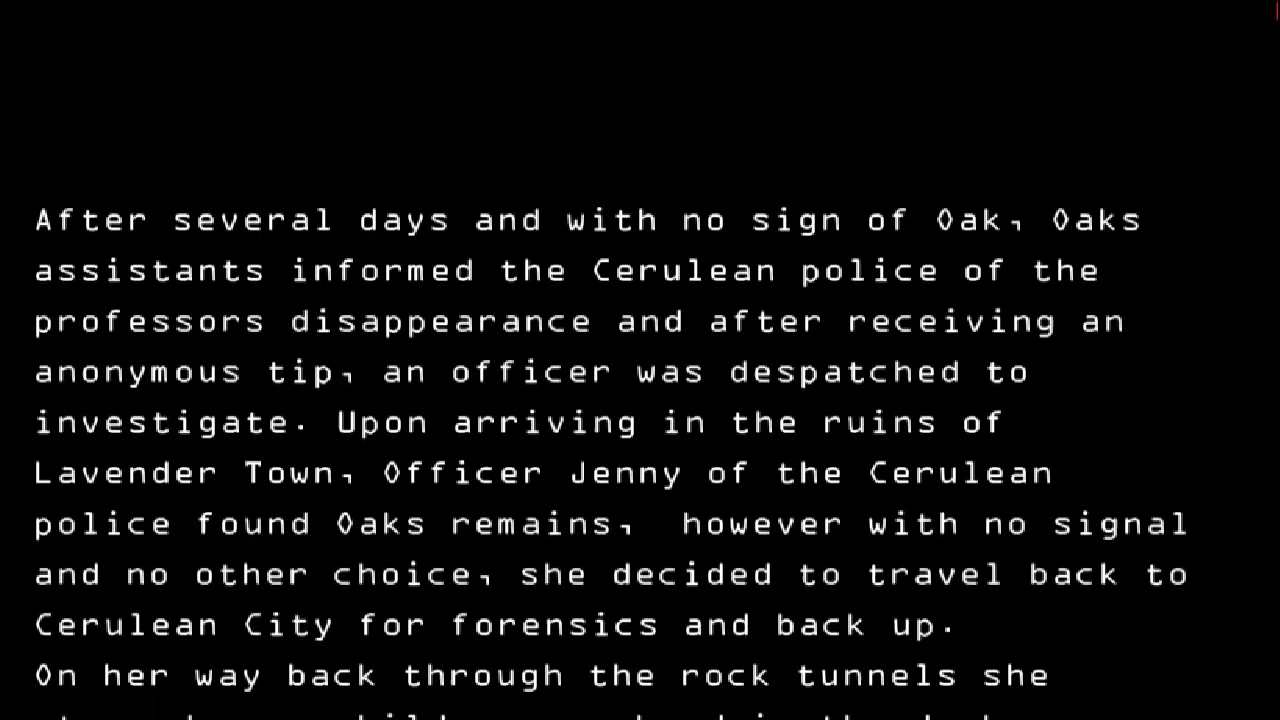 After several days and with no sign of Oak, Oaks
assistants informed the Cerulean police of the
professors disappearance and after receiving an
anonymous tip, an officer was despatched to
investigate. Upon arriving in the ruins of
Lavender Town, Officer Jenny of the Cerulean
police found Oaks remains,  however with no signal
and no other choice, she decided to travel back to
Cerulean City for forensics and back up.
On her way back through the rock tunnels she